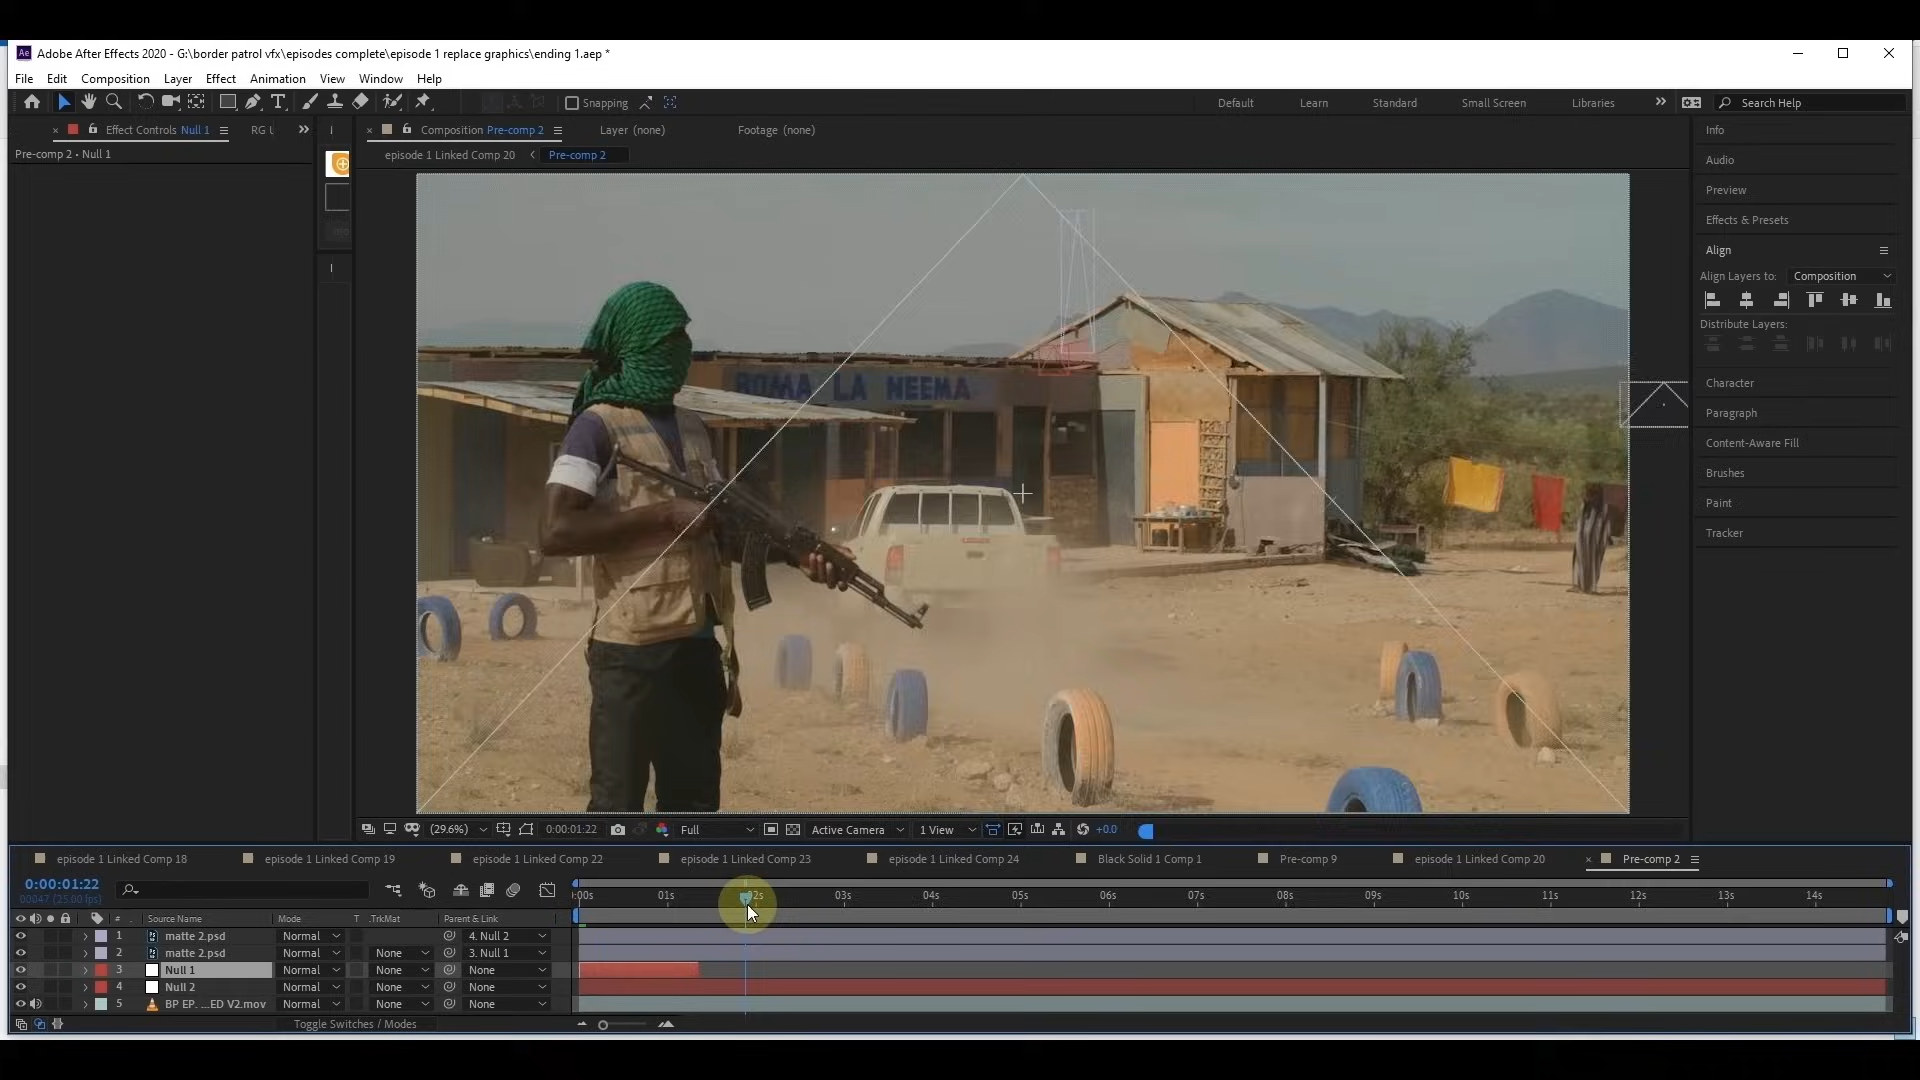 Ae Adobe After Effects 2020 - G:\border patrol vfx\episodes complete\episode 1 replace graphics\ending 1.aep *
File Edit Composition Layer Effect Animation View Window Help
Snapping Default Learn Standard Small Screen Libraries Search Help
Effect Controls Null 1 Composition Pre-comp 2 Layer (none) Footage (none) Info
Pre-comp 2 • Null 1 episode 1 Linked Comp 20 Pre-comp 2
Audio
Preview
Effects & Presets
Align
Align Layers to: Composition
Distribute Layers:
Character
Paragraph
Content-Aware Fill
Brushes
Paint
Tracker
BOMA LA NEEMA
(29.6%) 0:00:01:22 Full Active Camera 1 View +0.0
episode 1 Linked Comp 18 episode 1 Linked Comp 19 episode 1 Linked Comp 22 episode 1 Linked Comp 23 episode 1 Linked Comp 24 Black Solid 1 Comp 1 Pre-comp 9 episode 1 Linked Comp 20 Pre-comp 2
0:00:01:22
00047 (25.00 fps)
:00s 01s 02s 03s 04s 05s 06s 07s 08s 09s 10s 11s 12s 13s 14s
# Source Name Mode T .TrkMat Parent & Link
1 matte 2.psd Normal 4. Null 2
2 matte 2.psd Normal None 3. Null 1
3 Null 1 Normal None None
4 Null 2 Normal None None
5 BP EP. ...ED V2.mov Normal None None
Toggle Switches / Modes